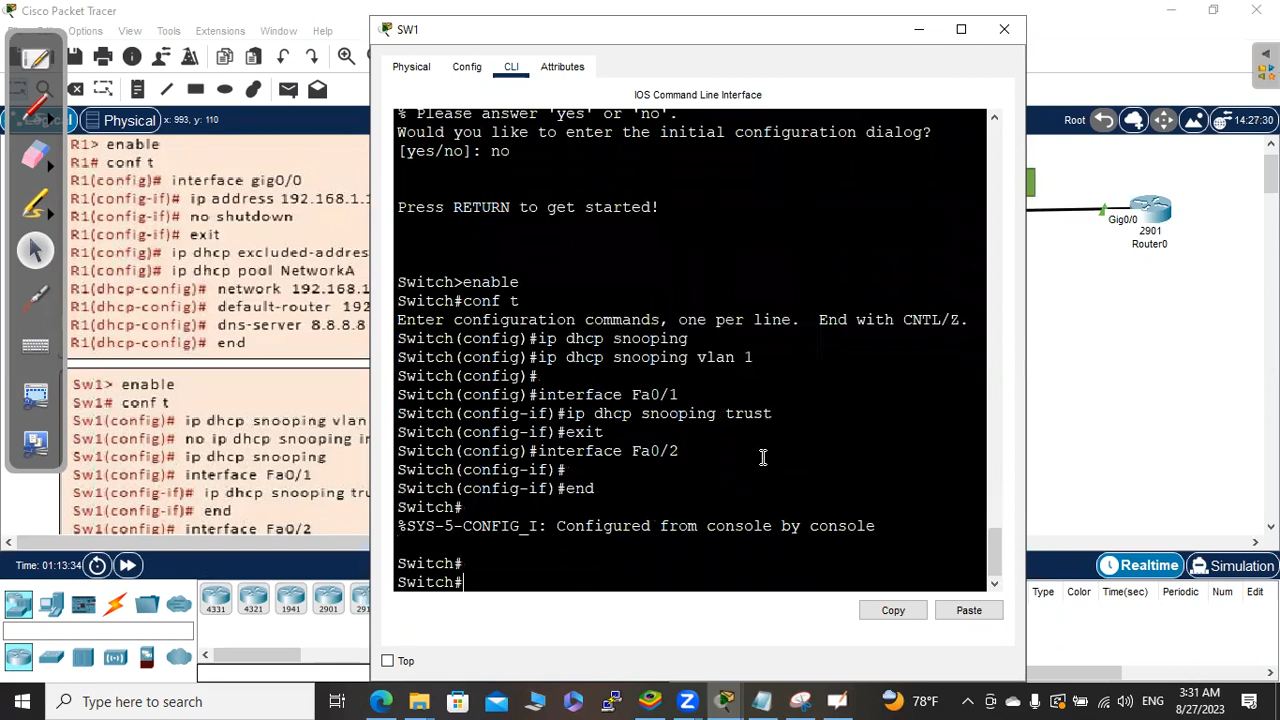 Cisco Packet Tracer
Options View Tools Extensions Window Help
Physical x: 993, y: 110
R1> enable
R1# conf t
R1(config)# interface gig0/0
R1(config-if)# ip address 192.168.1.1
R1(config-if)# no shutdown
R1(config-if)# exit
R1(config)# ip dhcp excluded-addres
R1(config)# ip dhcp pool NetworkA
R1(dhcp-config)# network 192.168.1
R1(dhcp-config)# default-router 192
R1(dhcp-config)# dns-server 8.8.8.8
R1(dhcp-config)# end
Sw1> enable
Sw1# conf t
Sw1(config)# ip dhcp snooping vlan
Sw1(config)# no ip dhcp snooping in
Sw1(config)# ip dhcp snooping
Sw1(config)# interface Fa0/1
Sw1(config-if)# ip dhcp snooping tru
Sw1(config-if)# end
Sw1(config)# interface Fa0/2
Time: 01:13:34
4331 4321 1941 2901
SW1
Physical Config CLI Attributes
IOS Command Line Interface
% Please answer 'yes' or 'no'.
Would you like to enter the initial configuration dialog?
[yes/no]: no
Press RETURN to get started!
Switch>enable
Switch#conf t
Enter configuration commands, one per line. End with CNTL/Z.
Switch(config)#ip dhcp snooping
Switch(config)#ip dhcp snooping vlan 1
Switch(config)#
Switch(config)#interface Fa0/1
Switch(config-if)#ip dhcp snooping trust
Switch(config-if)#exit
Switch(config)#interface Fa0/2
Switch(config-if)#
Switch(config-if)#end
Switch#
%SYS-5-CONFIG_I: Configured from console by console
Switch#
Switch#
Copy Paste
Top
Root 14:27:30
Gig0/0
2901
Router0
Realtime Simulation
Type Color Time(sec) Periodic Num Edit
Type here to search
78°F ENG
3:31 AM
8/27/2023